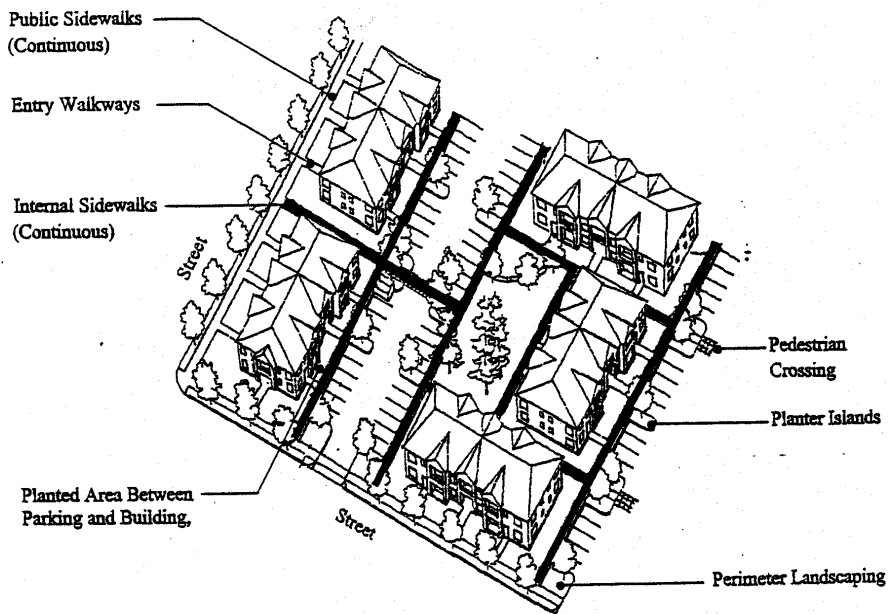 Public Sidewalks
(Continuous)
Entry Walkways
Internal Sidewalks
(Continuous)
Street
Pedestrian
Crossing
Planter Islands
Planted Area Between
Parking and Building,
Street
Perimeter Landscaping